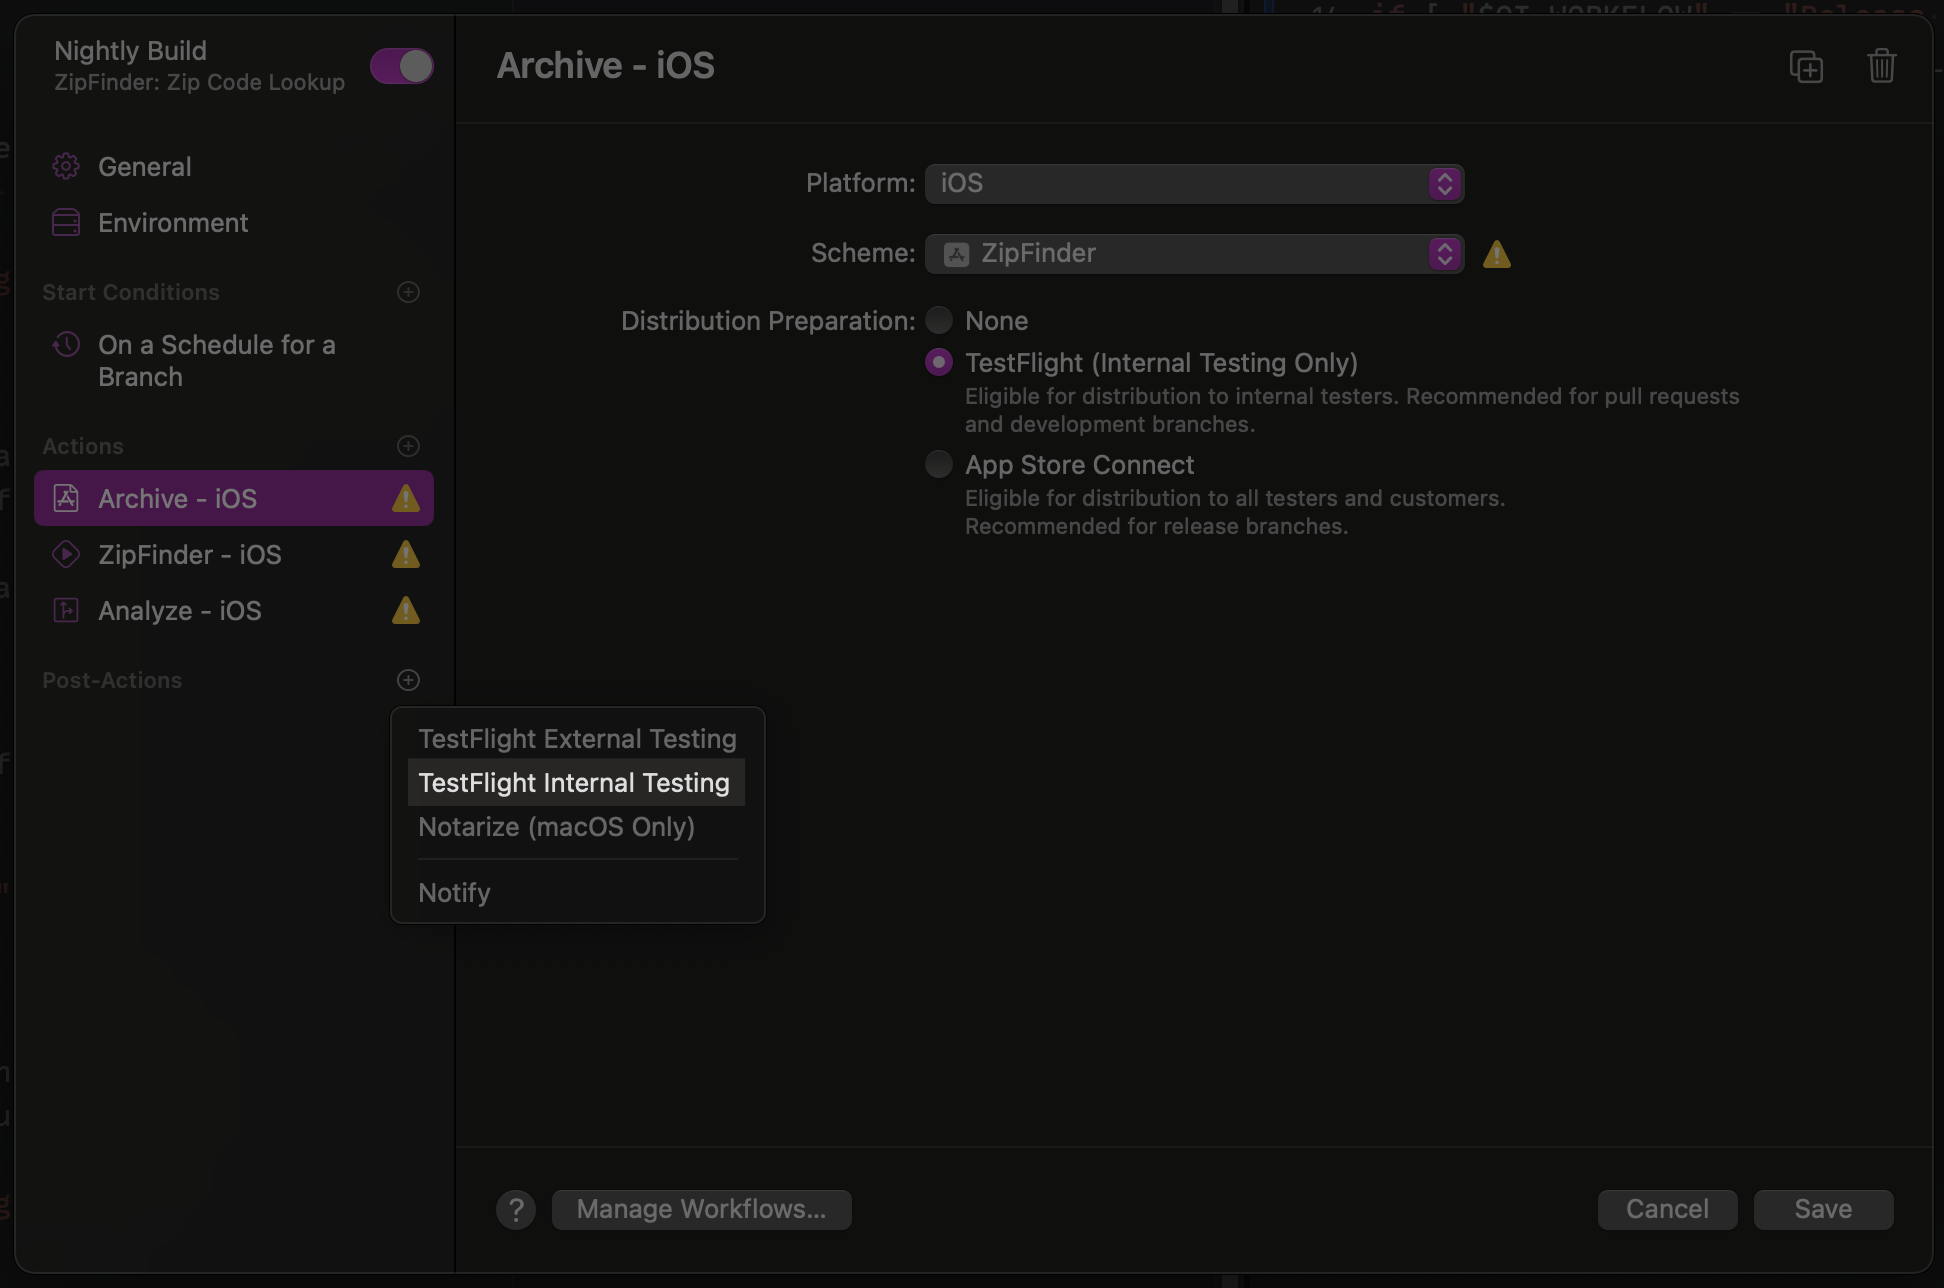 Nightly Build
ZipFinder: Zip Code Lookup
General
Environment
Start Conditions
On a Schedule for a
Branch
Actions
Archive - iOS
ZipFinder - iOS
Analyze - iOS
Post-Actions
TestFlight External Testing
TestFlight Internal Testing
Notarize (macOS Only)
Notify
Archive - iOS
Platform: iOS
Scheme: ZipFinder
Distribution Preparation: None
TestFlight (Internal Testing Only)
Eligible for distribution to internal testers. Recommended for pull requests
and development branches.
App Store Connect
Eligible for distribution to all testers and customers.
Recommended for release branches.
? Manage Workflows... Cancel Save